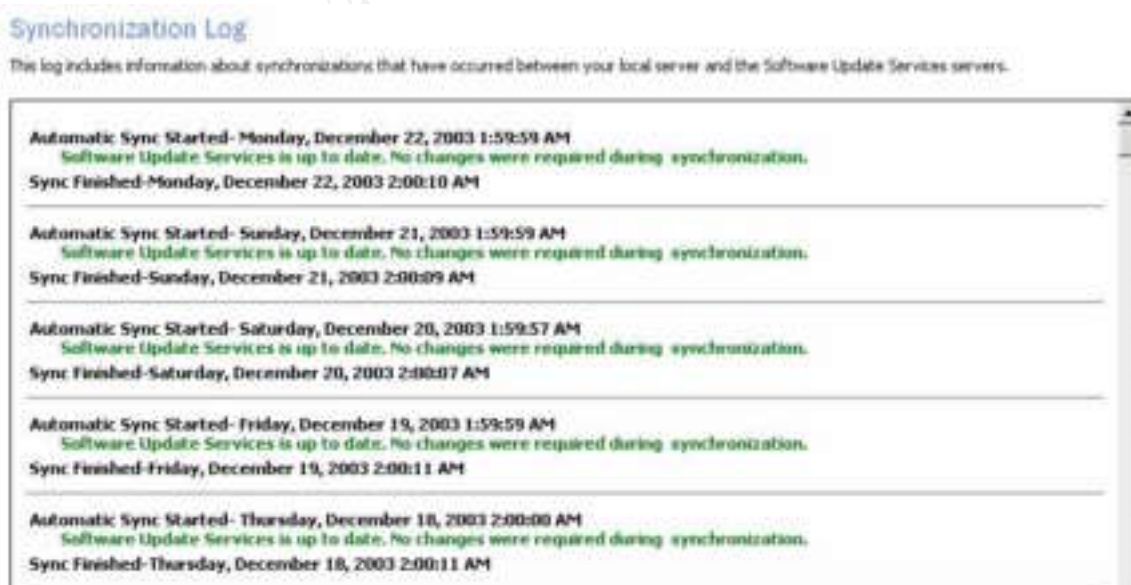 Synchronization Log
This log includes information about synchronizations that have occurred between your local server and the Software Update Services servers.
Automatic Sync Started- Monday, December 22, 2003 1:59:59 AM
Software Update Services is up to date. No changes were required during synchronization.
Sync Finished-Monday, December 22, 2003 2:00:10 AM
Automatic Sync Started- Sunday, December 21, 2003 1:59:59 AM
Software Update Services is up to date. No changes were required during synchronization.
Sync Finished-Sunday, December 21, 2003 2:00:09 AM
Automatic Sync Started- Saturday, December 20, 2003 1:59:57 AM
Software Update Services is up to date. No changes were required during synchronization.
Sync Finished-Saturday, December 20, 2003 2:00:07 AM
Automatic Sync Started- Friday, December 19, 2003 1:59:59 AM
Software Update Services is up to date. No changes were required during synchronization.
Sync Finished-Friday, December 19, 2003 2:00:11 AM
Automatic Sync Started- Thursday, December 18, 2003 2:00:00 AM
Software Update Services is up to date. No changes were required during synchronization.
Sync Finished-Thursday, December 18, 2003 2:00:11 AM